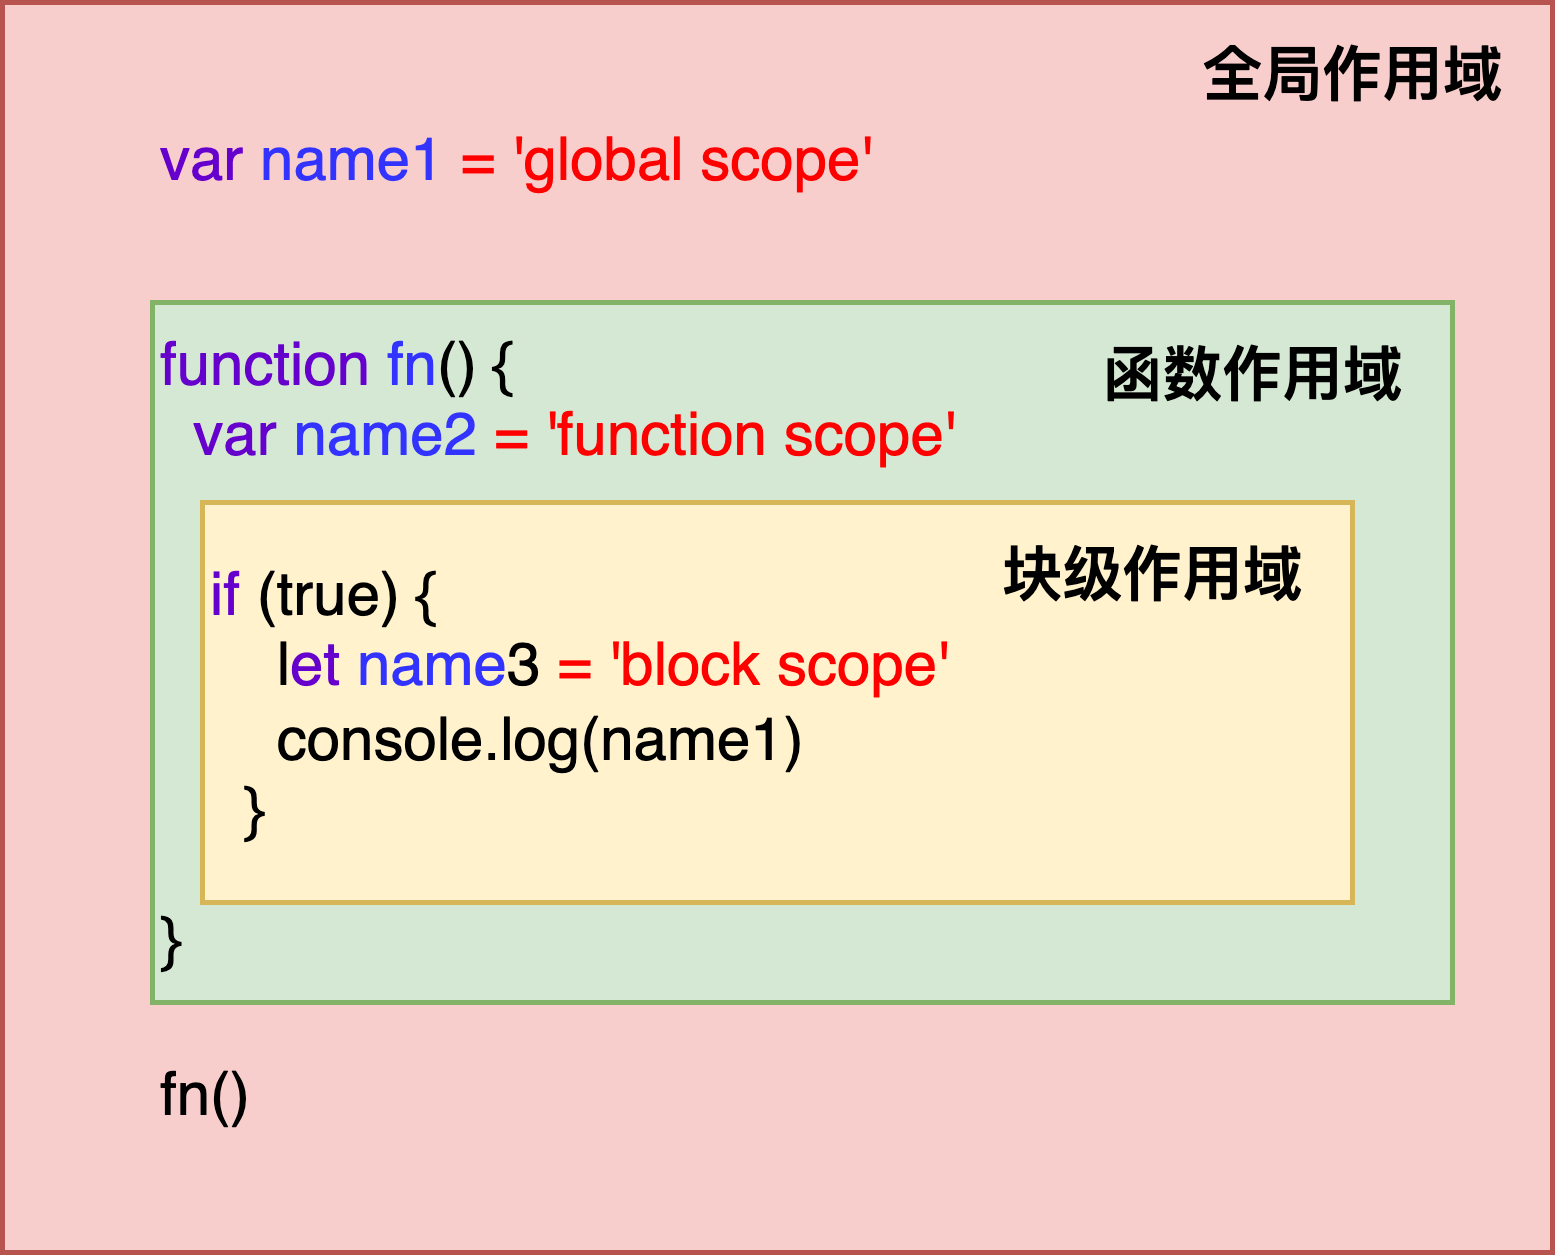 全局作用域
var name1 = 'global scope'
function fn() {
函数作用域
var name2 = 'function scope'
块级作用域
if (true) {
let name3 = 'block scope'
console.log(name1)
}
}
fn()